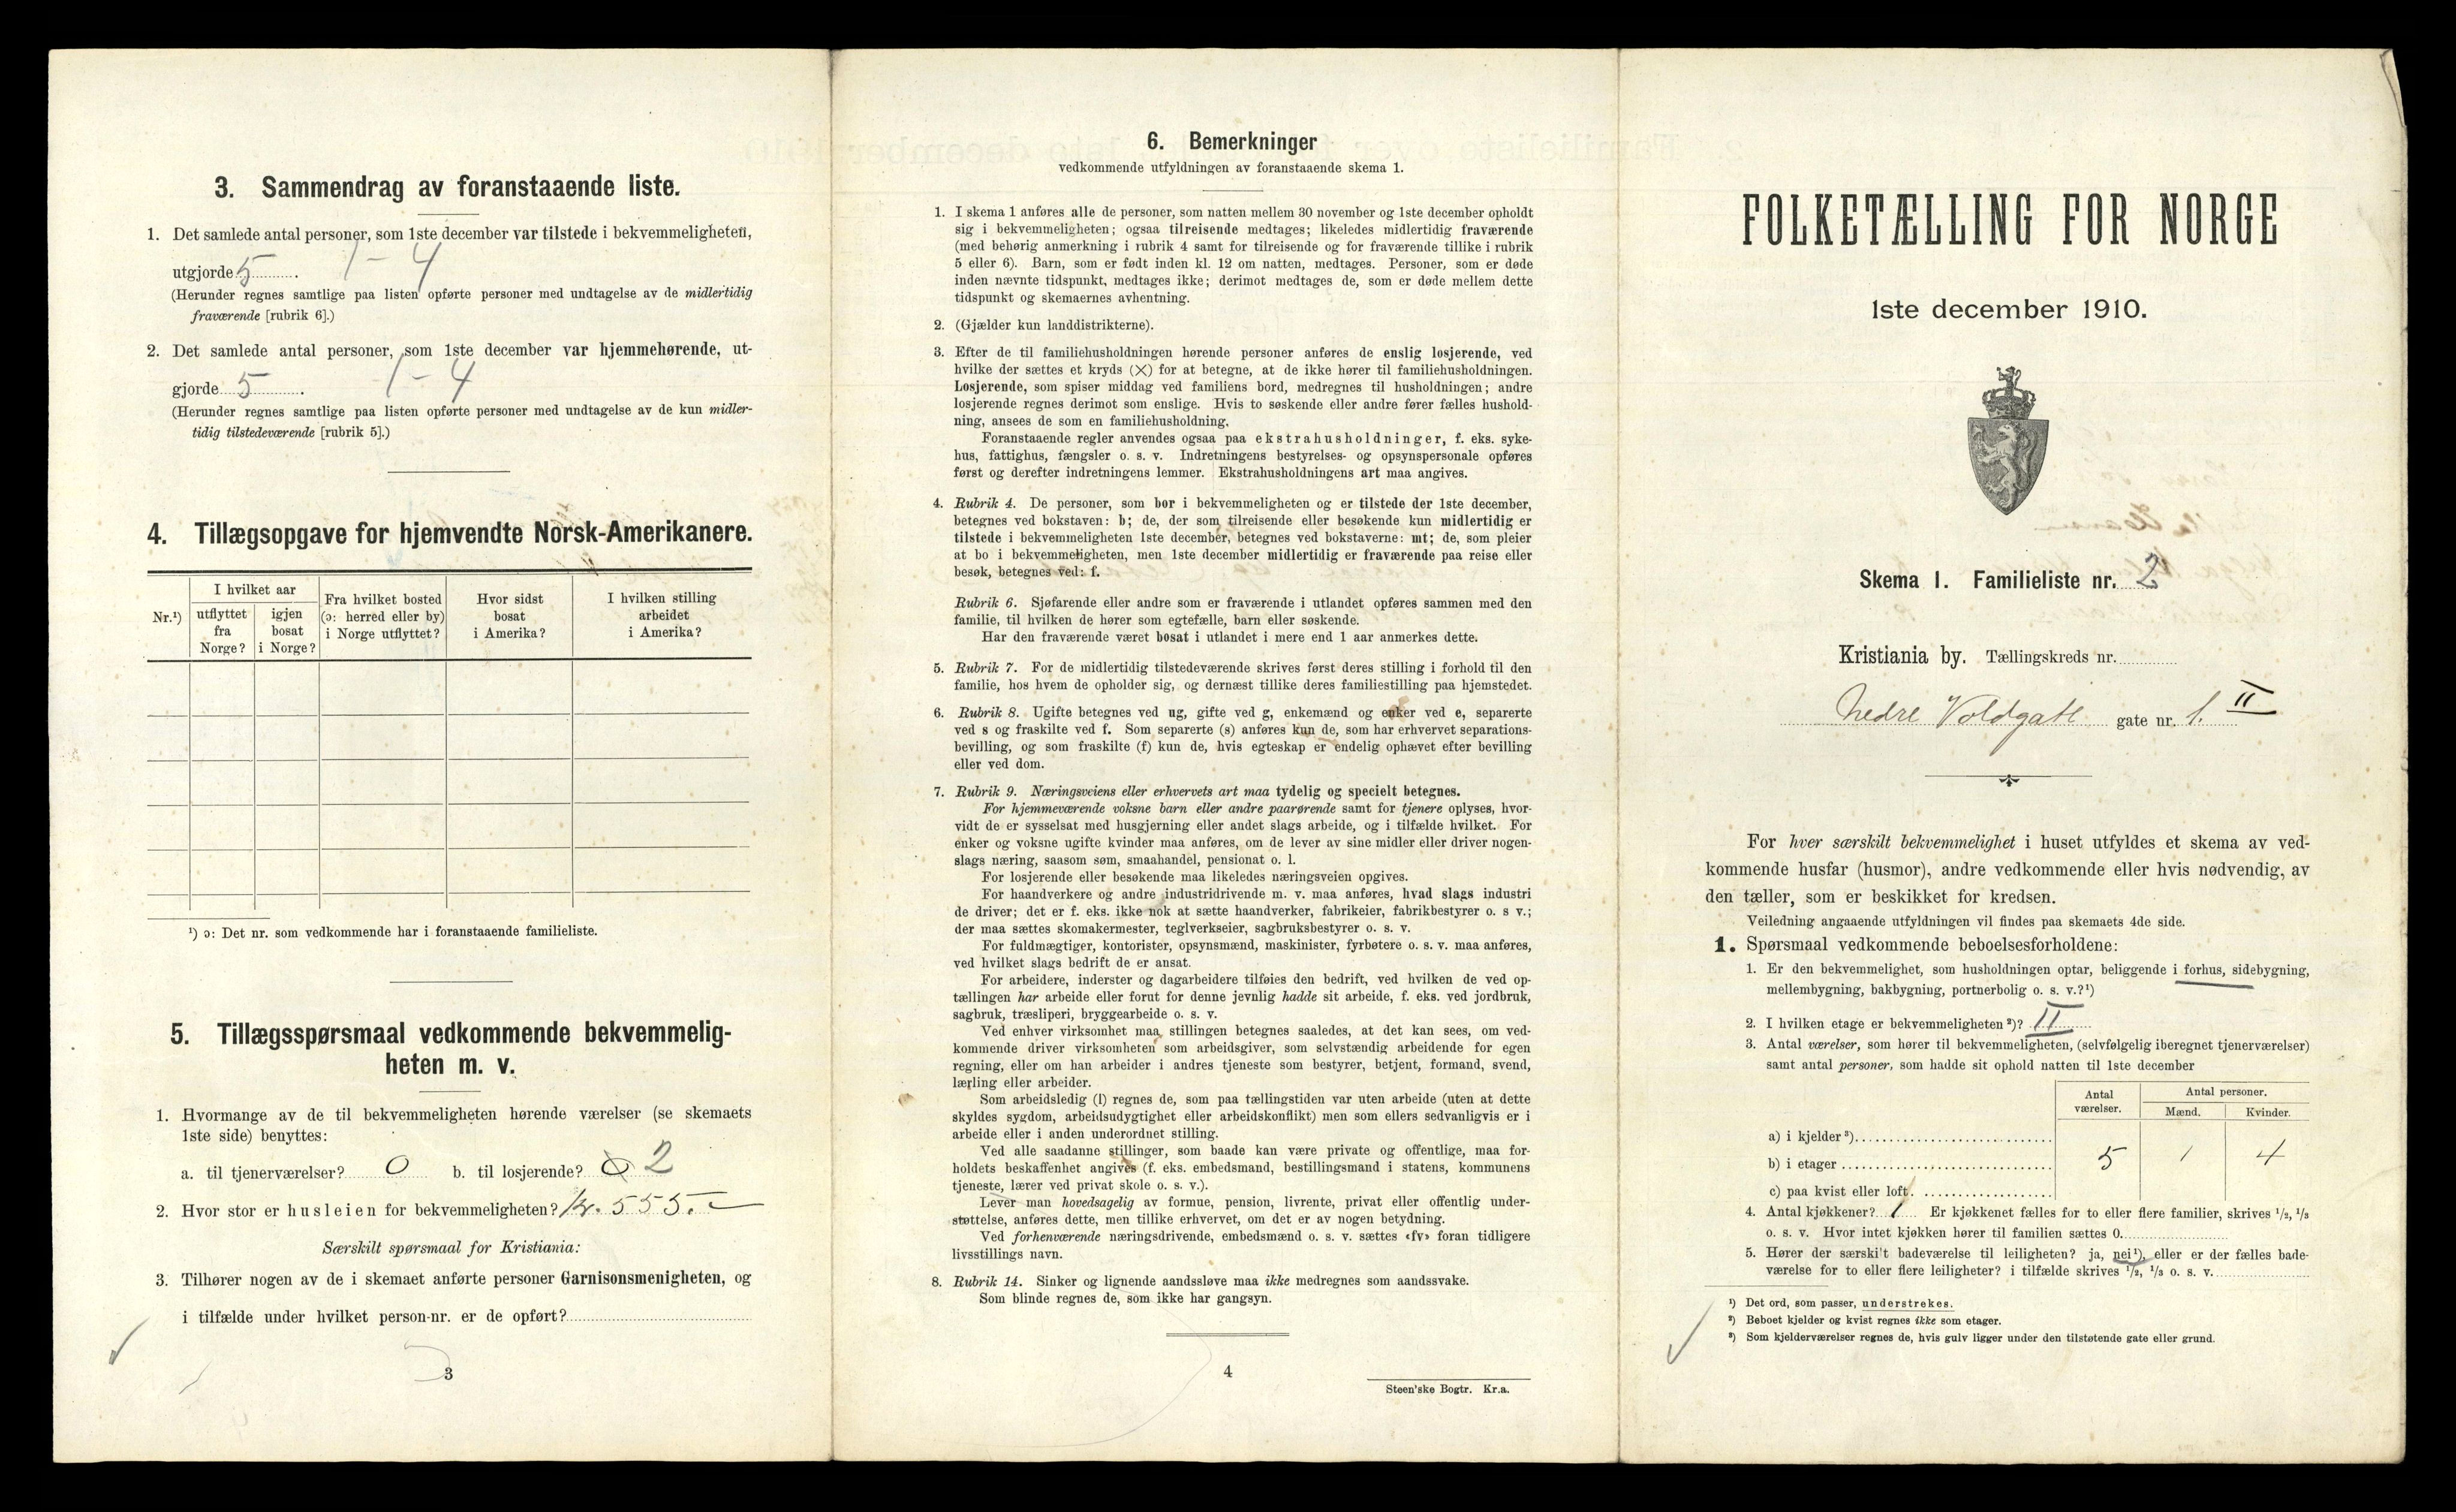 3. Sammendrag av foranstaaende liste.
1. Det samlede antal personer, som 1ste december var tilstede i bekvemmeligheten,
utgjorde 5 . 1 - 4
(Herunder regnes samtlige paa listen opførte personer med undtagelse av de midlertidig
fraværende [rubrik 6].)
2. Det samlede antal personer, som 1ste december var hjemmehørende, ut-
gjorde 5 . 1 - 4
(Herunder regnes samtlige paa listen opførte personer med undtagelse av de kun midler-
tidig tilstedeværende [rubrik 5].)
4. Tillægsopgave for hjemvendte Norsk-Amerikanere.
Nr.¹)
I hvilket aar
utflyttet
fra
Norge?
igjen
bosat
i Norge?
Fra hvilket bosted
(ɔ: herred eller by)
i Norge utflyttet?
Hvor sidst
bosat
i Amerika?
I hvilken stilling
arbeidet
i Amerika?
¹) ɔ: Det nr. som vedkommende har i foranstaaende familieliste.
5. Tillægsspørsmaal vedkommende bekvemmelig-
heten m. v.
1. Hvormange av de til bekvemmeligheten hørende værelser (se skemaets
1ste side) benyttes:
a. til tjenerværelser? 0 b. til losjerende? 0 2
2. Hvor stor er husleien for bekvemmeligheten? Kr. 555.-
Særskilt spørsmaal for Kristiania:
3. Tilhører nogen av de i skemaet anførte personer Garnisonsmenigheten, og
i tilfælde under hvilket person-nr. er de opført?
3
6. Bemerkninger
vedkommende utfyldningen av foranstaaende skema 1.
1. I skema 1 anføres alle de personer, som natten mellem 30 november og 1ste december opholdt
sig i bekvemmeligheten; ogsaa tilreisende medtages; likeledes midlertidig fraværende
(med behørig anmerkning i rubrik 4 samt for tilreisende og for fraværende tillike i rubrik
5 eller 6). Barn, som er født inden kl. 12 om natten, medtages. Personer, som er døde
inden nævnte tidspunkt, medtages ikke; derimot medtages de, som er døde mellem dette
tidspunkt og skemaernes avhentning.
2. (Gjælder kun landdistrikterne).
3. Efter de til familiehusholdningen hørende personer anføres de enslig losjerende, ved
hvilke der sættes et kryds (×) for at betegne, at de ikke hører til familiehusholdningen.
Losjerende, som spiser middag ved familiens bord, medregnes til husholdningen; andre
losjerende regnes derimot som enslige. Hvis to søskende eller andre fører fælles hushold-
ning, ansees de som en familiehusholdning.
Foranstaaende regler anvendes ogsaa paa ekstrahusholdninger, f. eks. syke-
hus, fattighus, fængsler o. s. v. Indretningens bestyrelses- og opsynspersonale opføres
først og derefter indretningens lemmer. Ekstrahusholdningens art maa angives.
4. Rubrik 4. De personer, som bor i bekvemmeligheten og er tilstede der 1ste december,
betegnes ved bokstaven: b; de, der som tilreisende eller besøkende kun midlertidig er
tilstede i bekvemmeligheten 1ste december, betegnes ved bokstaverne: mt; de, som pleier
at bo i bekvemmeligheten, men 1ste december midlertidig er fraværende paa reise eller
besøk, betegnes ved: f.
Rubrik 6. Sjøfarende eller andre som er fraværende i utlandet opføres sammen med den
familie, til hvilken de hører som egtefælle, barn eller søskende.
Har den fraværende været bosat i utlandet i mere end 1 aar anmerkes dette.
5. Rubrik 7. For de midlertidig tilstedeværende skrives først deres stilling i forhold til den
familie, hos hvem de opholder sig, og dernæst tillike deres familiestilling paa hjemstedet.
6. Rubrik 8. Ugifte betegnes ved ug, gifte ved g, enkemænd og enker ved e, separerte
ved s og fraskilte ved f. Som separerte (s) anføres kun de, som har erhvervet separations-
bevilling, og som fraskilte (f) kun de, hvis egteskap er endelig ophævet efter bevilling
eller ved dom.
7. Rubrik 9. Næringsveiens eller erhvervets art maa tydelig og specielt betegnes.
For hjemmeværende voksne barn eller andre paarørende samt for tjenere oplyses, hvor-
vidt de er sysselsat med husgjerning eller andet slags arbeide, og i tilfælde hvilket. For
enker og voksne ugifte kvinder maa anføres, om de lever av sine midler eller driver nogen-
slags næring, saasom søm, smaahandel, pensionat o. l.
For losjerende eller besøkende maa likeledes næringsveien opgives.
For haandverkere og andre industridrivende m. v. maa anføres, hvad slags industri
de driver; det er f. eks. ikke nok at sætte haandverker, fabrikeier, fabrikbestyrer o. s v.;
der maa sættes skomakermester, teglverkseier, sagbruksbestyrer o. s. v.
For fuldmægtiger, kontorister, opsynsmænd, maskinister, fyrbøtere o. s. v. maa anføres,
ved hvilket slags bedrift de er ansat.
For arbeidere, inderster og dagarbeidere tilføies den bedrift, ved hvilken de ved op-
tællingen har arbeide eller forut for denne jevnlig hadde sit arbeide, f. eks. ved jordbruk,
sagbruk, træsliperi, bryggearbeide o. s. v.
Ved enhver virksomhet maa stillingen betegnes saaledes, at det kan sees, om ved-
kommende driver virksomheten som arbeidsgiver, som selvstændig arbeidende for egen
regning, eller om han arbeider i andres tjeneste som bestyrer, betjent, formand, svend,
lærling eller arbeider.
Som arbeidsledig (l) regnes de, som paa tællingstiden var uten arbeide (uten at dette
skyldes sygdom, arbeidsudygtighet eller arbeidskonflikt) men som ellers sedvanligvis er i
arbeide eller i anden underordnet stilling.
Ved alle saadanne stillinger, som baade kan være private og offentlige, maa for-
holdets beskaffenhet angives (f. eks. embedsmand, bestillingsmand i statens, kommunens
tjeneste, lærer ved privat skole o. s. v.).
Lever man hovedsagelig av formue, pension, livrente, privat eller offentlig under-
støttelse, anføres dette, men tillike erhvervet, om det er av nogen betydning.
Ved forhenværende næringsdrivende, embedsmænd o. s. v. sættes «fv» foran tidligere
livsstillings navn.
8. Rubrik 14. Sinker og lignende aandssløve maa ikke medregnes som aandssvake.
Som blinde regnes de, som ikke har gangsyn.
4
Steen'ske Bogtr. Kr.a.
FOLKETÆLLING FOR NORGE
1ste december 1910.
Skema 1. Familieliste nr. 2
Kristiania by. Tællingskreds nr.
Nedre Voldgate gate nr. 1. II
For hver særskilt bekvemmelighet i huset utfyldes et skema av ved-
kommende husfar (husmor), andre vedkommende eller hvis nødvendig, av
den tæller, som er beskikket for kredsen.
Veiledning angaaende utfyldningen vil findes paa skemaets 4de side.
1. Spørsmaal vedkommende beboelsesforholdene:
1. Er den bekvemmelighet, som husholdningen optar, beliggende i forhus, sidebygning,
mellembygning, bakbygning, portnerbolig o. s. v.?¹)
2. I hvilken etage er bekvemmeligheten²)? II
3. Antal værelser, som hører til bekvemmeligheten, (selvfølgelig iberegnet tjenerværelser)
samt antal personer, som hadde sit ophold natten til 1ste december
Antal
værelser.
Antal personer.
Mænd. Kvinder.
a) i kjelder³)
b) i etager 5 1 4
c) paa kvist eller loft
4. Antal kjøkkener? 1 Er kjøkkenet fælles for to eller flere familier, skrives ¹/₂, ¹/₃
o. s. v. Hvor intet kjøkken hører til familien sættes 0.
5. Hører der særskilt badeværelse til leiligheten? ja, nei¹), eller er der fælles bade-
værelse for to eller flere leiligheter? i tilfælde skrives ¹/₂, ¹/₃ o. s. v.
¹) Det ord, som passer, understrekes.
²) Beboet kjelder og kvist regnes ikke som etager.
³) Som kjelderværelser regnes de, hvis gulv ligger under den tilstøtende gate eller grund.